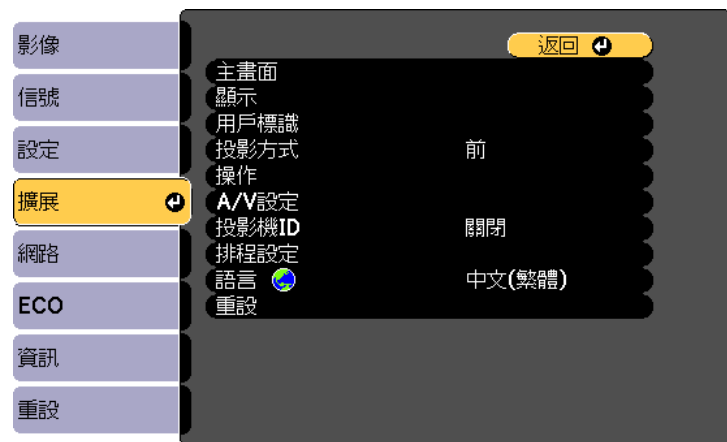 影像
信號
設定
擴展
網路
ECO
資訊
重設
返回
主畫面
顯示
用戶標識
投影方式 前
操作
A/V設定
投影機ID 關閉
排程設定
語言 中文(繁體)
重設